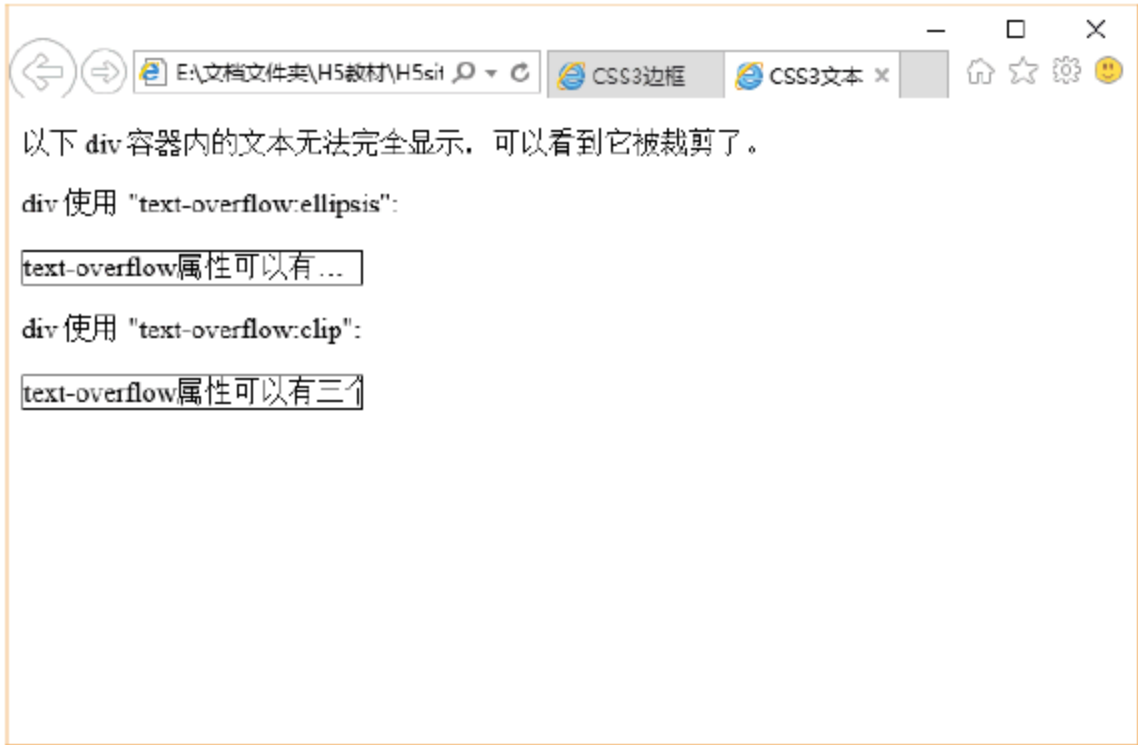 E:\文档文件夹\H5教材\H5sit
CSS3边框
CSS3文本
以下 div 容器内的文本无法完全显示，可以看到它被裁剪了。
div 使用 "text-overflow:ellipsis":
text-overflow属性可以有...
div 使用 "text-overflow:clip":
text-overflow属性可以有三个